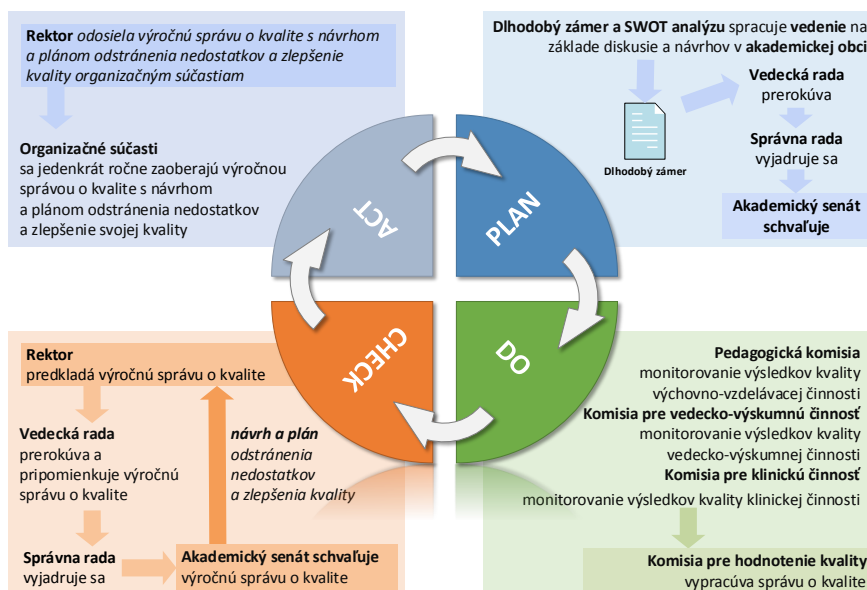 Rektor odosiela výročnú správu o kvalite s návrhom
a plánom odstránenia nedostatkov a zlepšenie
kvality organizačným súčastiam
Organizačné súčasti
sa jedenkrát ročne zaoberajú výročnou
správou o kvalite s návrhom
a plánom odstránenia nedostatkov
a zlepšenie svojej kvality
Dlhodobý zámer a SWOT analýzu spracuje vedenie na
základe diskusie a návrhov v akademickej obci
Vedecká rada
prerokúva
Dlhodobý zámer
Správna rada
vyjadruje sa
Akademický senát
schvaľuje
ACT
PLAN
CHECK
DO
Rektor
predkladá výročnú správu o kvalite
Vedecká rada
prerokúva a
pripomienkuje výročnú
správu o kvalite
návrh a plán
odstránenia
nedostatkov
a zlepšenia kvality
Správna rada
vyjadruje sa
Akademický senát schvaľuje
výročnú správu o kvalite
Pedagogická komisia
monitorovanie výsledkov kvality
výchovno-vzdelávacej činnosti
Komisia pre vedecko-výskumnú činnosť
monitorovanie výsledkov kvality
vedecko-výskumnej činnosti
Komisia pre klinickú činnosť
monitorovanie výsledkov kvality klinickej činnosti
Komisia pre hodnotenie kvality
vypracúva správu o kvalite